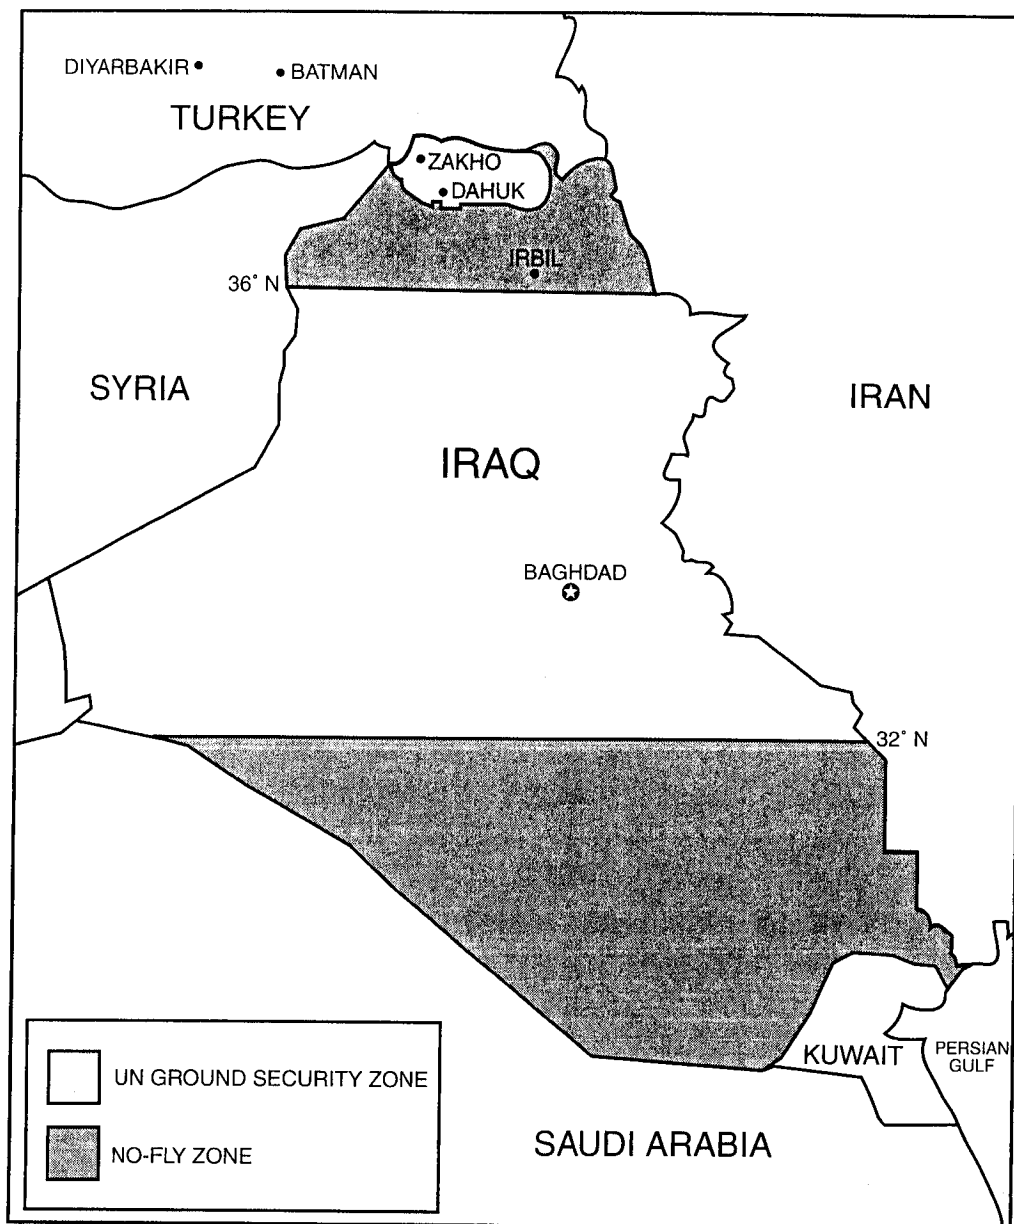 DIYARBAKIR
BATMAN
TURKEY
ZAKHO
DAHUK
IRBIL
36° N
SYRIA
IRAN
IRAQ
BAGHDAD
32° N
KUWAIT
PERSIAN
GULF
UN GROUND SECURITY ZONE
SAUDI ARABIA
NO-FLY ZONE